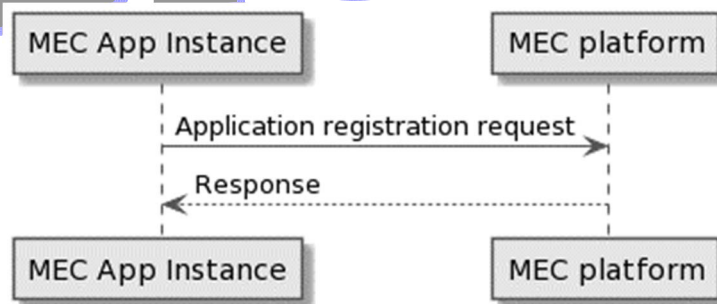 MEC App Instance
MEC platform
Application registration request
Response
MEC App Instance
MEC platform